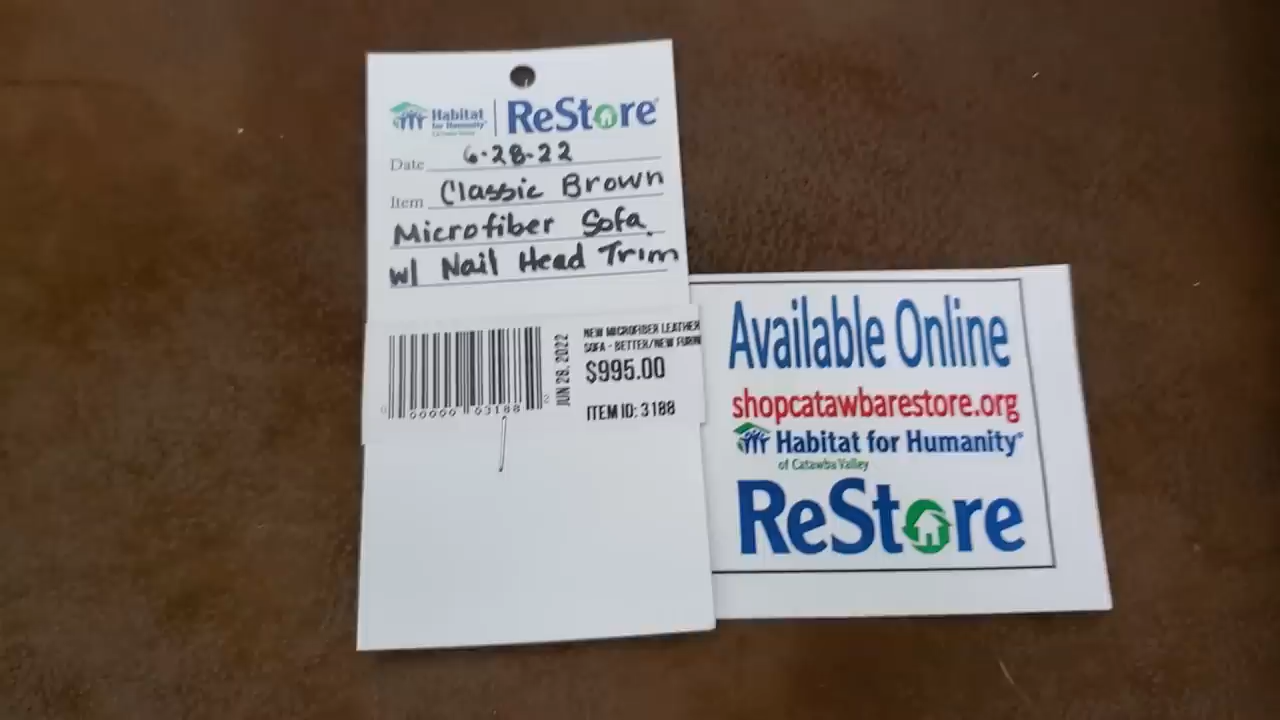 Habitat
for Humanity®
ReStore®
Date 6-28-22
Item Classic Brown
Microfiber Sofa
w/ Nail Head Trim
NEW MICROFIBER LEATHER
SOFA - BETTER/NEW FURN
$995.00
ITEM ID: 3188
JUN 28, 2022
0 00000 03188 2
Available Online
shopcatawbarestore.org
Habitat for Humanity®
of Catawba Valley
ReStore